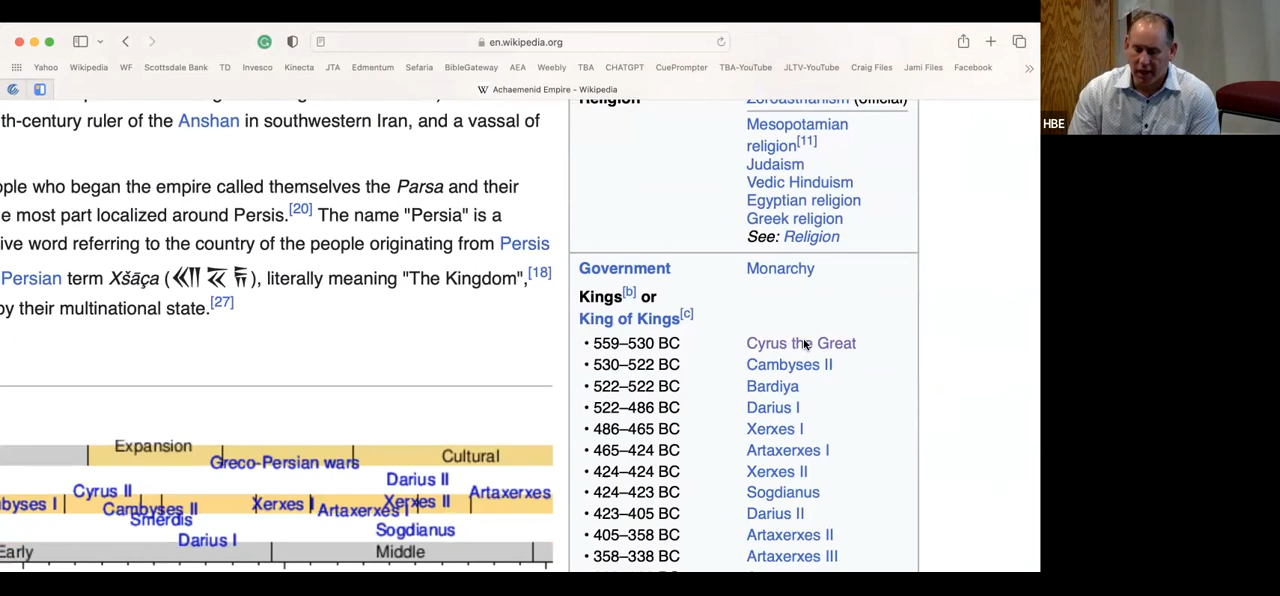 en.wikipedia.org
Yahoo Wikipedia WF Scottsdale Bank TD Invesco Kinecta JTA Edmentum Sefaria BibleGateway AEA Weebly TBA CHATGPT CuePrompter TBA-YouTube JLTV-YouTube Craig Files Jami Files Facebook
Achaemenid Empire - Wikipedia
HBE
th-century ruler of the Anshan in southwestern Iran, and a vassal of
ople who began the empire called themselves the Parsa and their
e most part localized around Persis.[20] The name "Persia" is a
ive word referring to the country of the people originating from Persis
Persian term Xšāça (𐎧𐏁𐏂), literally meaning "The Kingdom",[18]
by their multinational state.[27]
Religion Zoroastrianism (official)
Mesopotamian
religion[11]
Judaism
Vedic Hinduism
Egyptian religion
Greek religion
See: Religion
Government Monarchy
Kings[b] or
King of Kings[c]
• 559–530 BC Cyrus the Great
• 530–522 BC Cambyses II
• 522–522 BC Bardiya
• 522–486 BC Darius I
• 486–465 BC Xerxes I
• 465–424 BC Artaxerxes I
• 424–424 BC Xerxes II
• 424–423 BC Sogdianus
• 423–405 BC Darius II
• 405–358 BC Artaxerxes II
• 358–338 BC Artaxerxes III
Expansion
Greco-Persian wars
Cultural
Darius II
Cyrus II
Artaxerxes
byses I
Cambyses II
Xerxes I
Artaxerxes I
Xerxes II
Smerdis
Sogdianus
Darius I
Early
Middle